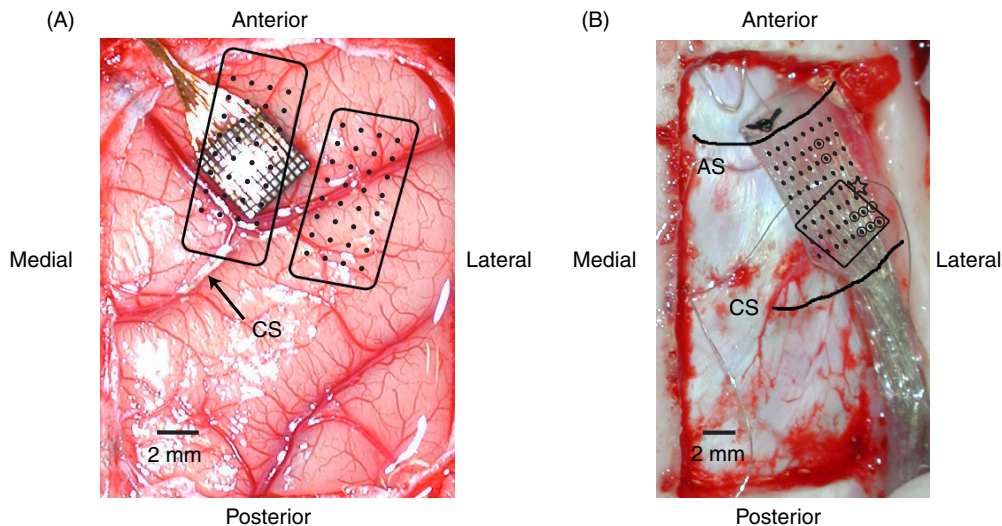 (A)
Anterior
Medial
Lateral
CS
2 mm
Posterior
(B)
Anterior
AS
Medial
Lateral
CS
2 mm
Posterior